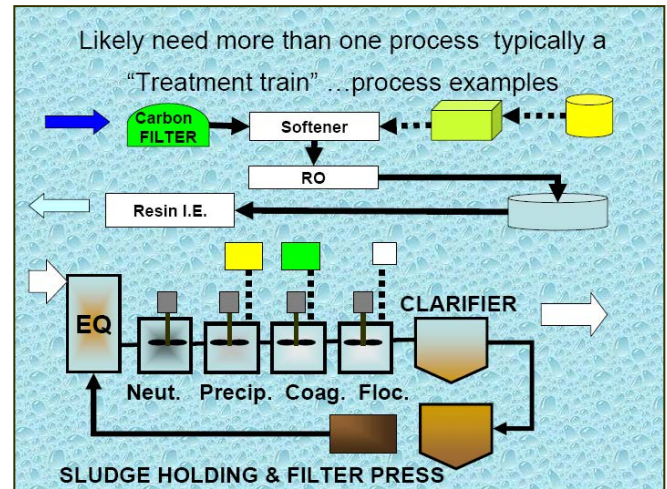 Likely need more than one process typically a
“Treatment train” ...process examples
Carbon
FILTER
Softener
RO
Resin I.E.
EQ
CLARIFIER
Neut. Precip. Coag. Floc.
SLUDGE HOLDING & FILTER PRESS